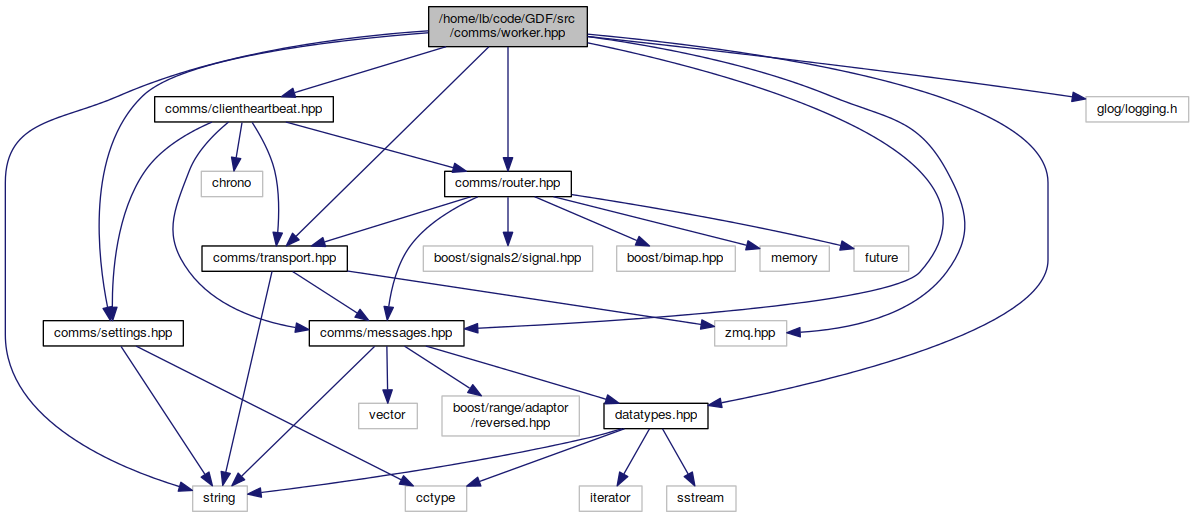 /home/lb/code/GDF/src
/comms/worker.hpp
comms/clientheartbeat.hpp
glog/logging.h
chrono
comms/router.hpp
comms/transport.hpp
boost/signals2/signal.hpp
boost/bimap.hpp
memory
future
comms/settings.hpp
comms/messages.hpp
zmq.hpp
vector
boost/range/adaptor
/reversed.hpp
datatypes.hpp
string
cctype
iterator
sstream